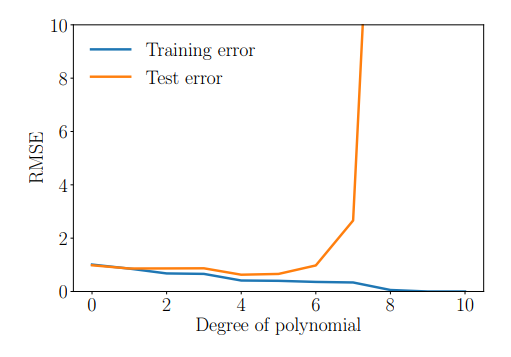 10
8
6
4
2
0
RMSE
Training error
Test error
0 2 4 6 8 10
Degree of polynomial